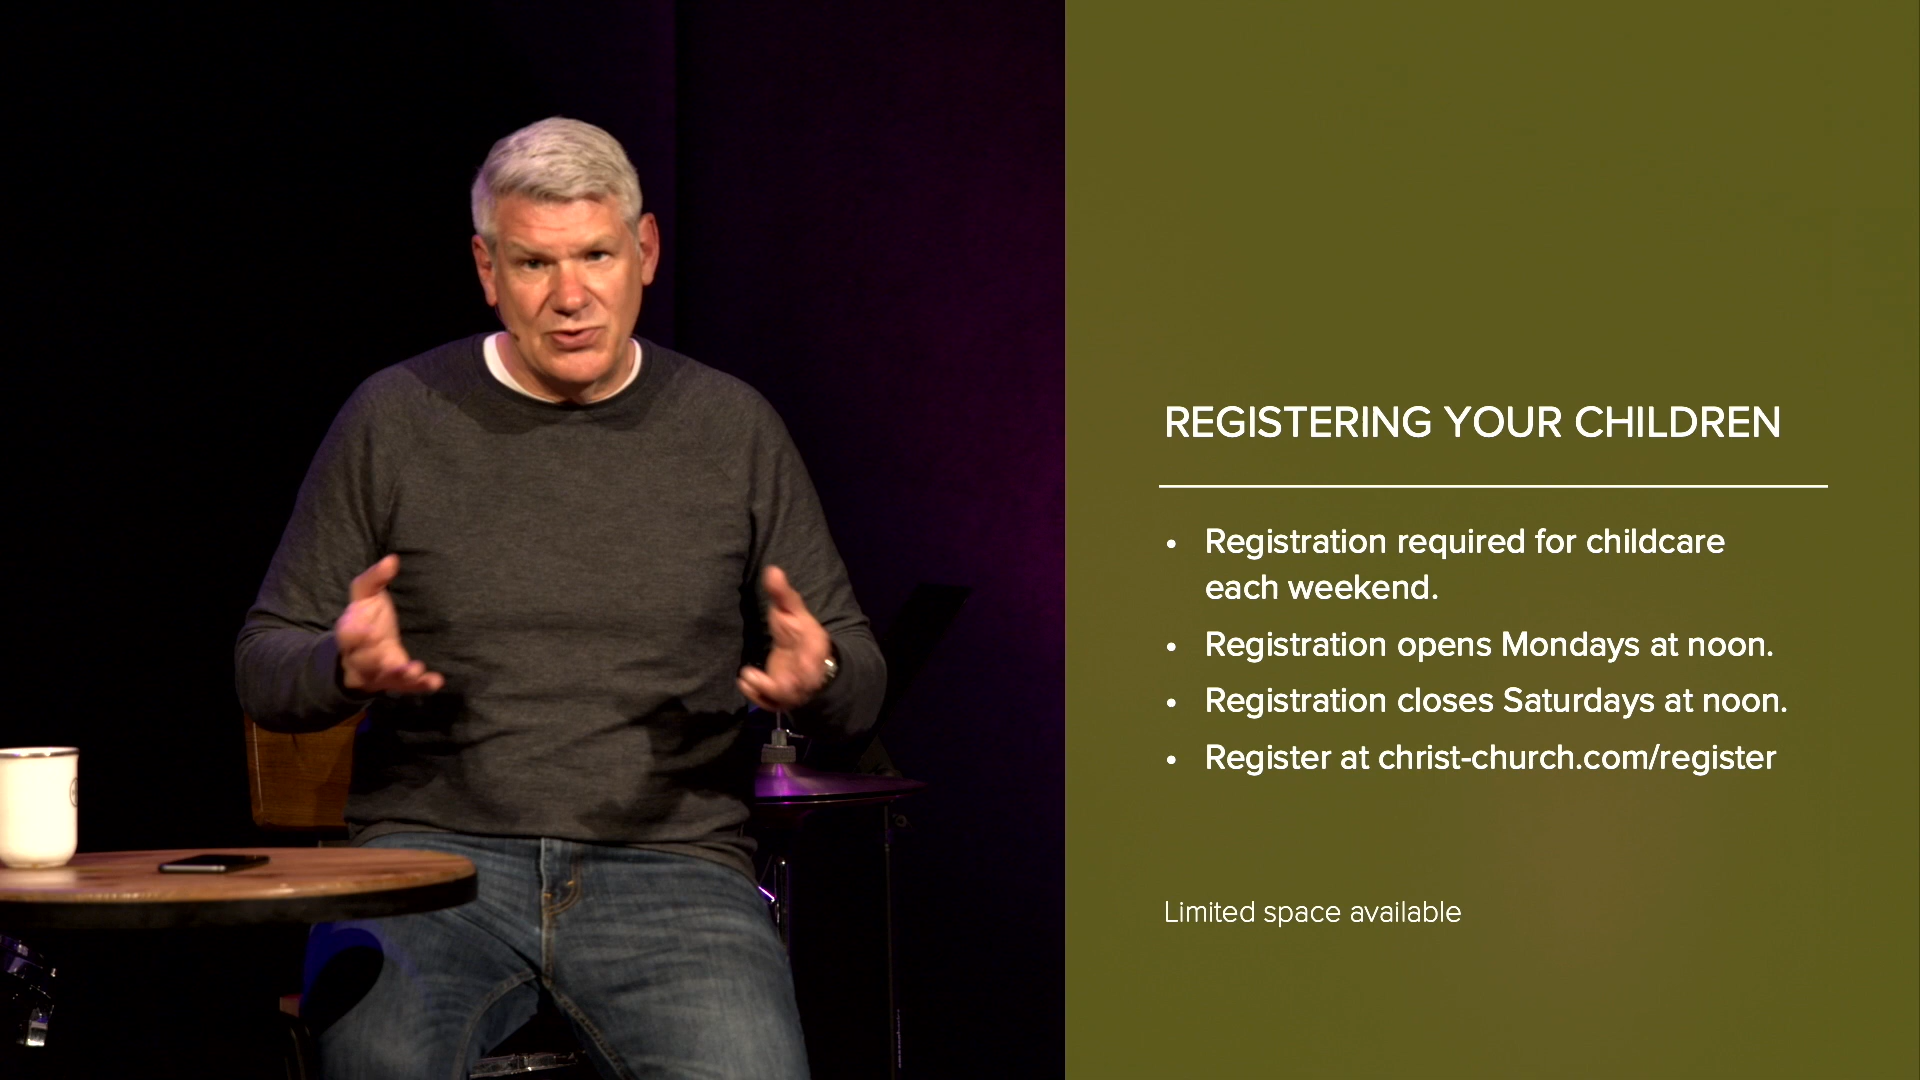 REGISTERING YOUR CHILDREN
• Registration required for childcare
each weekend.
• Registration opens Mondays at noon.
• Registration closes Saturdays at noon.
• Register at christ-church.com/register
Limited space available